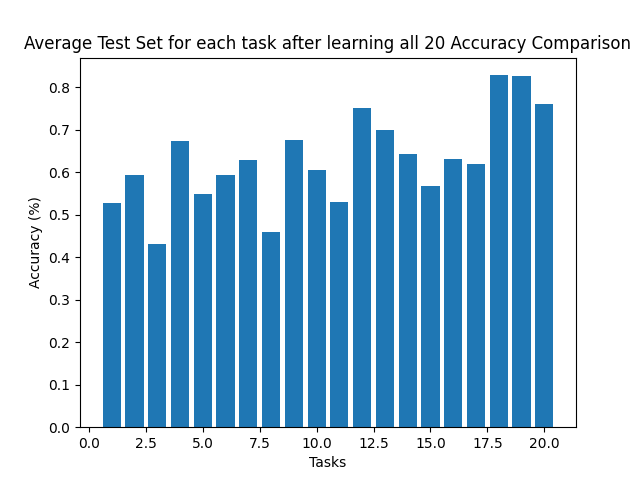 Average Test Set for each task after learning all 20 Accuracy Comparison
Accuracy (%)
0.8
0.7
0.6
0.5
0.4
0.3
0.2
0.1
0.0
0.0 2.5 5.0 7.5 10.0 12.5 15.0 17.5 20.0
Tasks